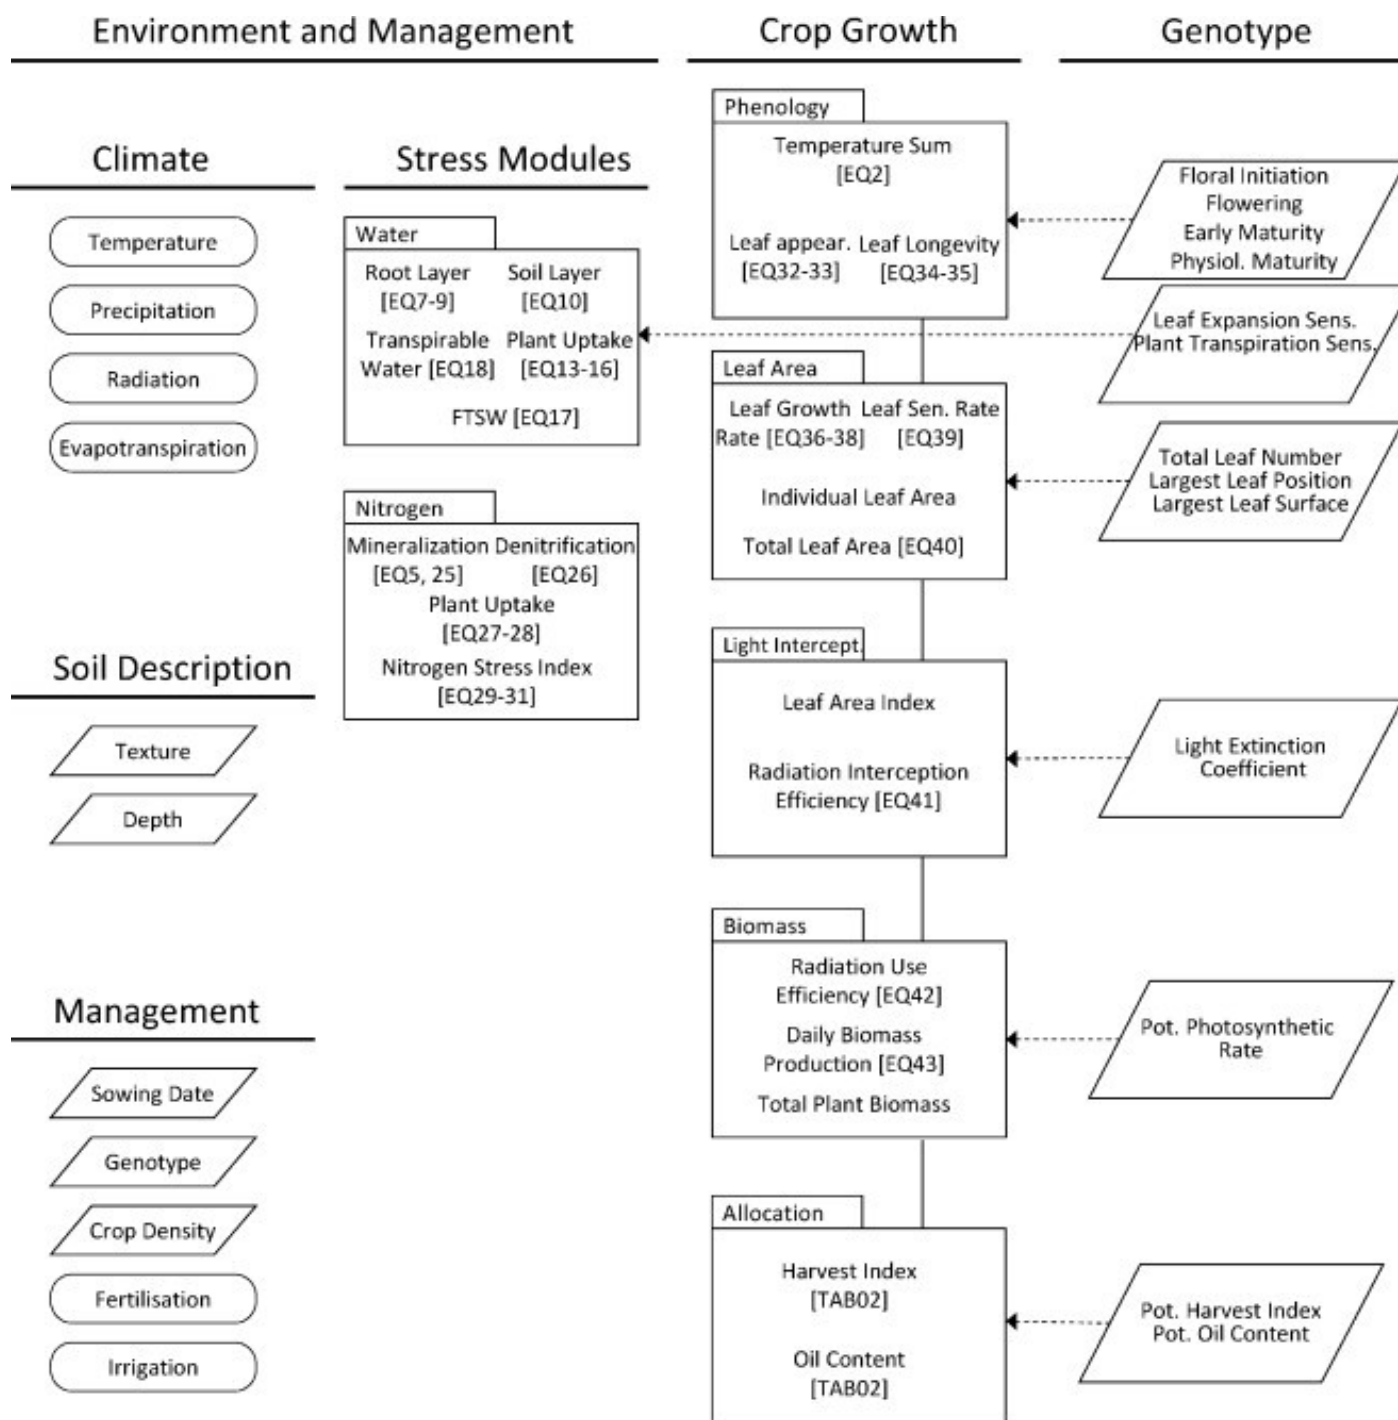 Environment and Management
Crop Growth
Genotype
Climate
Temperature
Precipitation
Radiation
Evapotranspiration
Soil Description
Texture
Depth
Management
Sowing Date
Genotype
Crop Density
Fertilisation
Irrigation
Stress Modules
Water
Root Layer
[EQ7-9]
Soil Layer
[EQ10]
Transpirable
Water [EQ18]
Plant Uptake
[EQ13-16]
FTSW [EQ17]
Nitrogen
Mineralization
[EQ5, 25]
Denitrification
[EQ26]
Plant Uptake
[EQ27-28]
Nitrogen Stress Index
[EQ29-31]
Phenology
Temperature Sum
[EQ2]
Leaf appear.
[EQ32-33]
Leaf Longevity
[EQ34-35]
Leaf Area
Leaf Growth
Rate [EQ36-38]
Leaf Sen. Rate
[EQ39]
Individual Leaf Area
Total Leaf Area [EQ40]
Light Intercept.
Leaf Area Index
Radiation Interception
Efficiency [EQ41]
Biomass
Radiation Use
Efficiency [EQ42]
Daily Biomass
Production [EQ43]
Total Plant Biomass
Allocation
Harvest Index
[TAB02]
Oil Content
[TAB02]
Floral Initiation
Flowering
Early Maturity
Physiol. Maturity
Leaf Expansion Sens.
Plant Transpiration Sens.
Total Leaf Number
Largest Leaf Position
Largest Leaf Surface
Light Extinction
Coefficient
Pot. Photosynthetic
Rate
Pot. Harvest Index
Pot. Oil Content